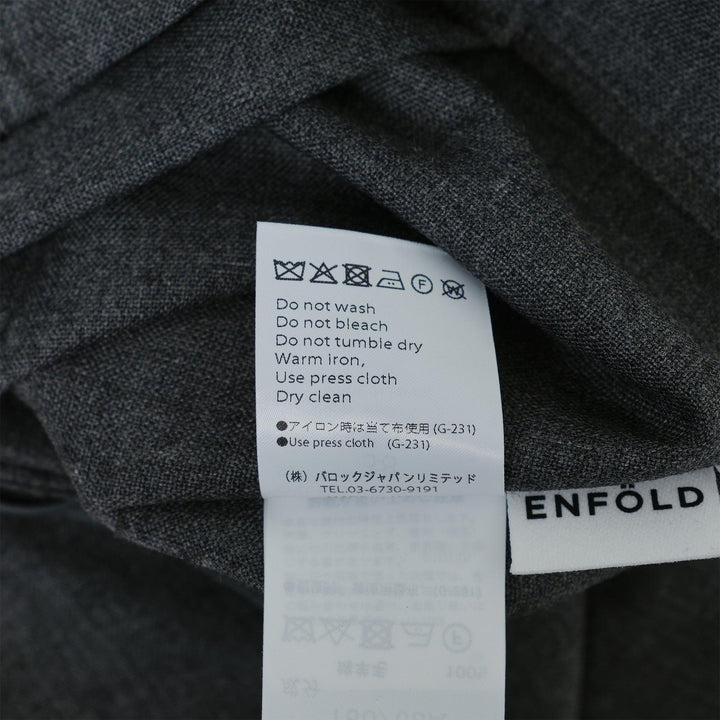 Do not wash
Do not bleach
Do not tumble dry
Warm iron,
Use press cloth
Dry clean
●アイロン時は当て布使用(G-231)
●Use press cloth (G-231)
(株) バロックジャパンリミテッド
TEL.03-6730-9191
ENFÖLD